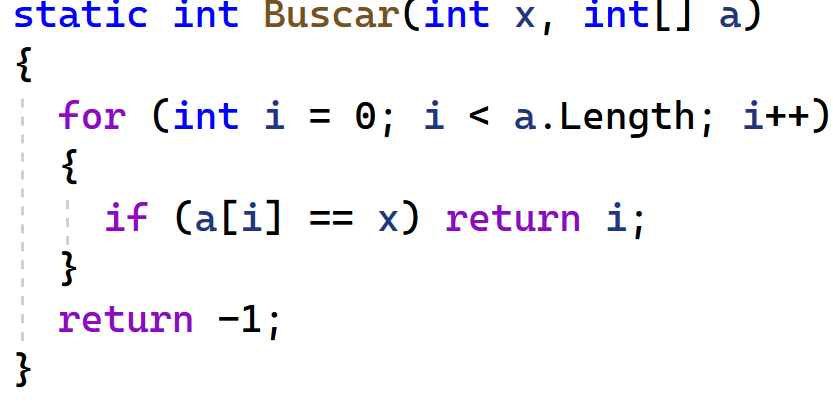 static int Buscar(int x, int[] a)
{
for (int i = 0; i < a.Length; i++)
{
if (a[i] == x) return i;
}
return -1;
}